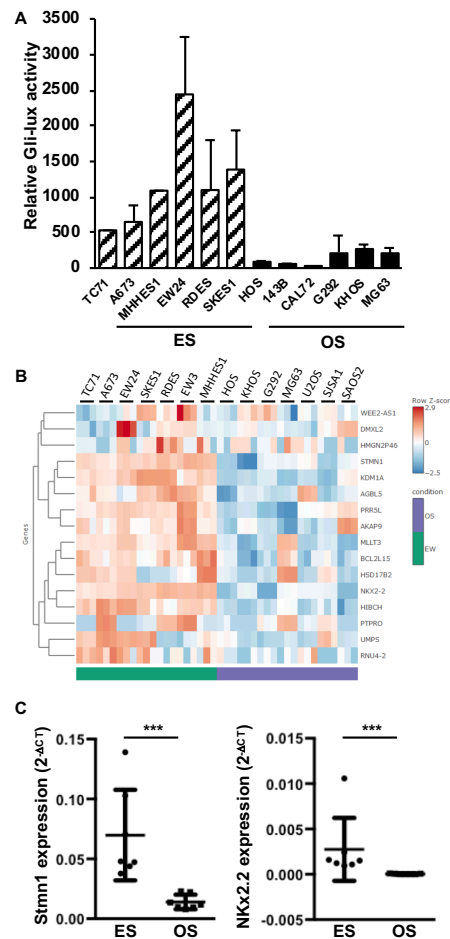 A
Relative Gli-lux activity
3500
3000
2500
2000
1500
1000
500
0
TC71
A673
MHHES1
EW24
RDES
SKES1
HOS
143B
CAL72
G292
KHOS
MG63
ES
OS
B
TC71
A673
EW24
SKES1
RDES
EW3
MHHES1
HOS
KHOS
G292
MG63
U2OS
SJSA1
SAOS2
Genes
WEE2-AS1
DMXL2
HMGN2P46
STMN1
KDM1A
AGBL5
PRR5L
AKAP9
MLLT3
BCL2L15
HSD17B2
NKX2-2
HIBCH
PTPRO
UMPS
RNU4-2
Row Z-score
2.9
−2.5
condition
OS
EW
C
Stmn1 expression (2-ΔCT)
0.15
0.10
0.05
0.00
***
ES
OS
NKx2.2 expression (2-ΔCT)
0.015
0.010
0.005
0.000
-0.005
***
ES
OS